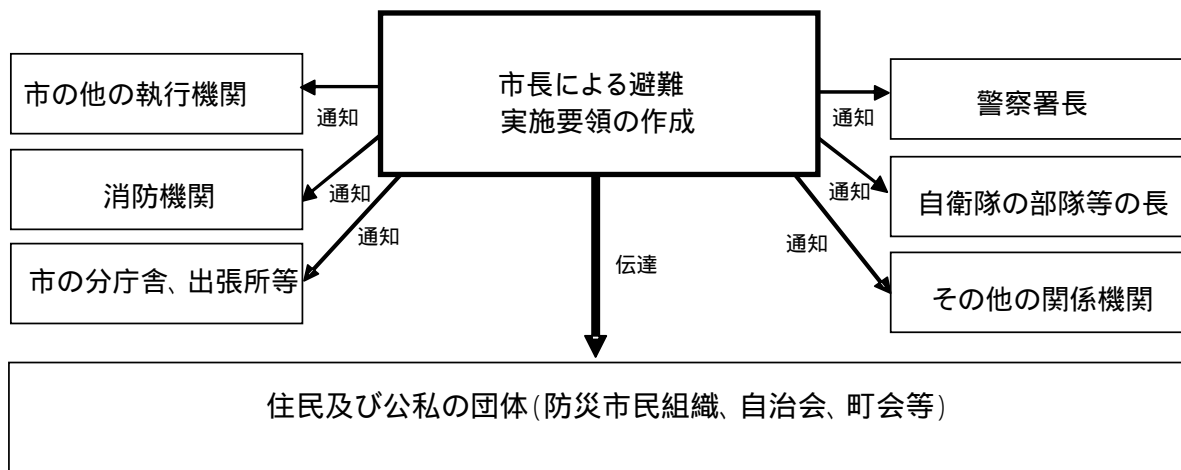 市長による避難
実施要領の作成
市の他の執行機関
通知
消防機関
通知
市の分庁舎、出張所等
通知
警察署長
通知
自衛隊の部隊等の長
通知
その他の関係機関
通知
伝達
住民及び公私の団体(防災市民組織、自治会、町会等)